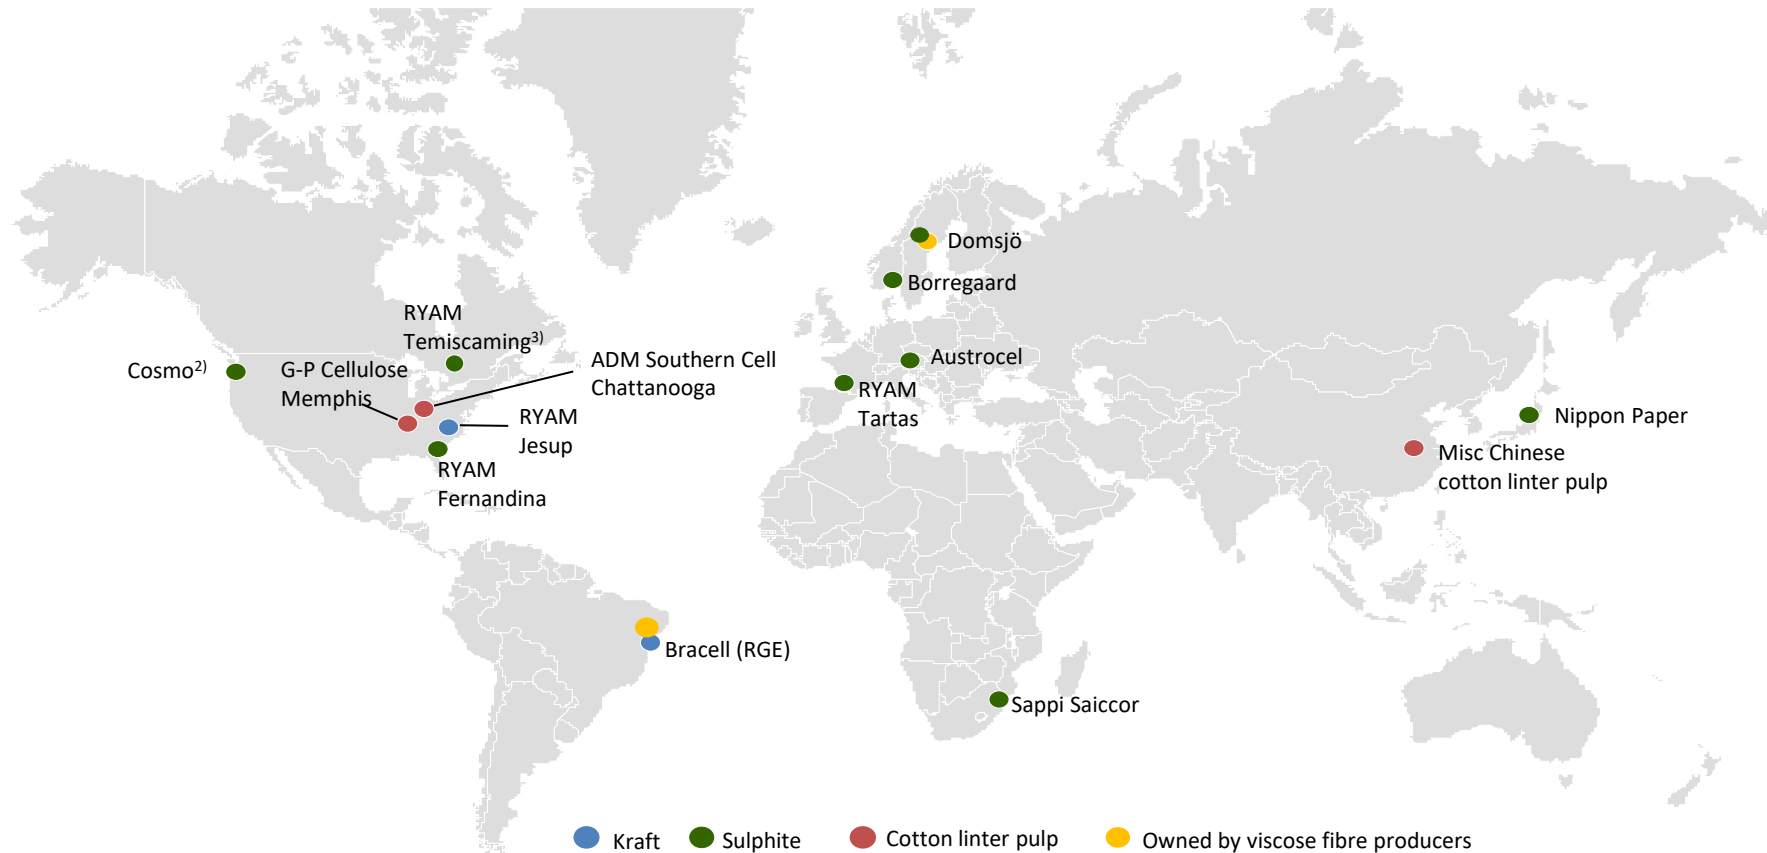 Domsjö
Borregaard
RYAM
Temiscaming3)
ADM Southern Cell
Chattanooga
Cosmo2)
G-P Cellulose
Memphis
Austrocel
RYAM
Tartas
RYAM
Jesup
Nippon Paper
Misc Chinese
cotton linter pulp
RYAM
Fernandina
Bracell (RGE)
Sappi Saiccor
Kraft
Sulphite
Cotton linter pulp
Owned by viscose fibre producers